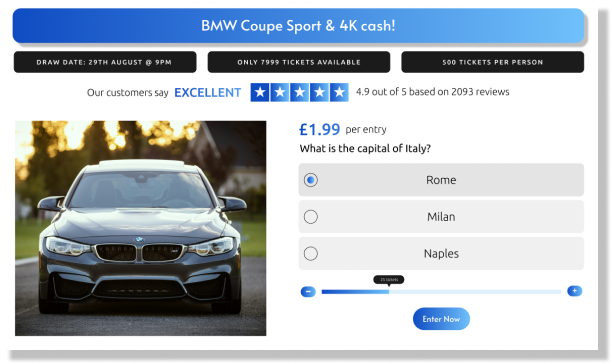 BMW Coupe Sport & 4K cash!
DRAW DATE: 29TH AUGUST @ 9PM
ONLY 7999 TICKETS AVAILABLE
500 TICKETS PER PERSON
Our customers say EXCELLENT 4.9 out of 5 based on 2093 reviews
£1.99 per entry
What is the capital of Italy?
Rome
Milan
Naples
25 tickets
Enter Now